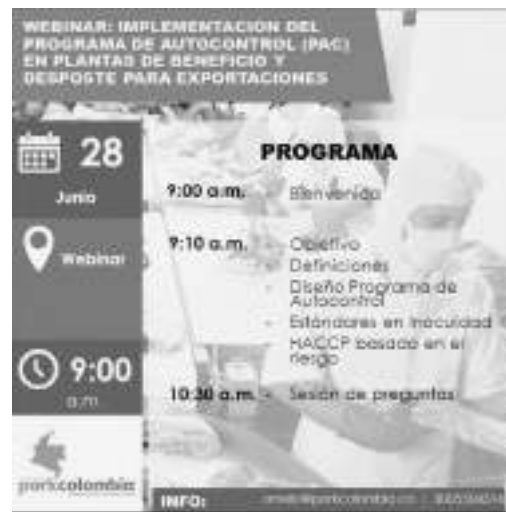 WEBINAR: IMPLEMENTACIÓN DEL
PROGRAMA DE AUTOCONTROL (PAC)
EN PLANTAS DE BENEFICIO Y
DESPOSTE PARA EXPORTACIONES
28
Junio
Webinar
9:00
a.m
PROGRAMA
9:00 a.m. - Bienvenida
9:10 a.m. - Objetivo
- Definiciones
- Diseño Programa de
Autocontrol
- Estándares en Inocuidad
- HACCP basado en el
riesgo
10:30 a.m. - Sesión de preguntas
porkcolombia
INFO: